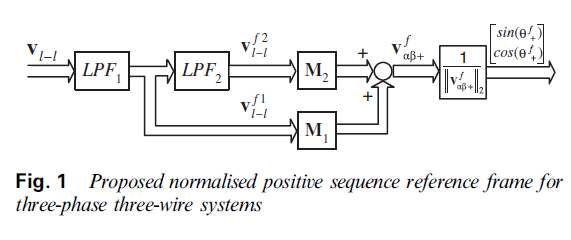 v_{l-l}
LPF_1
LPF_2
v^{f2}_{l-l}
M_2
+
v^f_{αβ+}
1
‖v^f_{αβ+}‖_2
[sin(θ^f_+)
cos(θ^f_+)]
v^{f1}_{l-l}
+
M_1
Fig. 1 Proposed normalised positive sequence reference frame for
three-phase three-wire systems